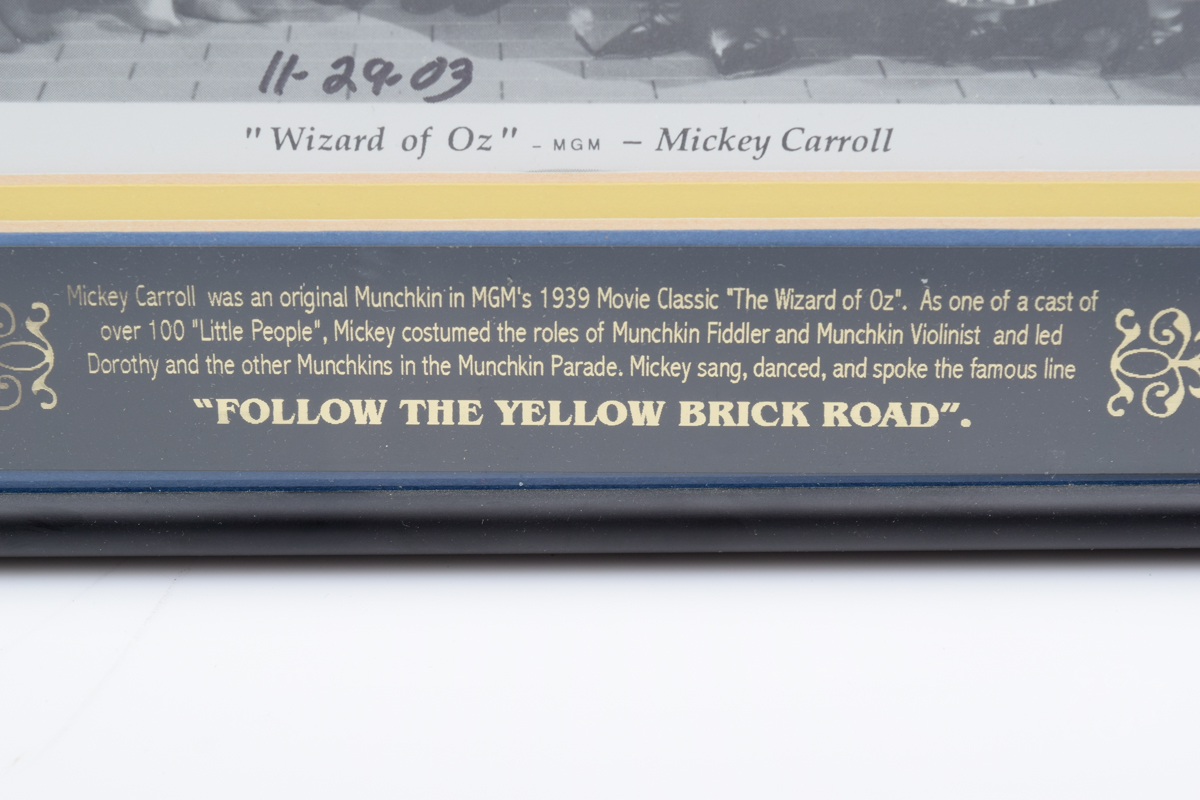 11-29-03
"Wizard of Oz" – MGM – Mickey Carroll
Mickey Carroll was an original Munchkin in MGM's 1939 Movie Classic "The Wizard of Oz". As one of a cast of
over 100 "Little People", Mickey costumed the roles of Munchkin Fiddler and Munchkin Violinist and led
Dorothy and the other Munchkins in the Munchkin Parade. Mickey sang, danced, and spoke the famous line
“FOLLOW THE YELLOW BRICK ROAD”.